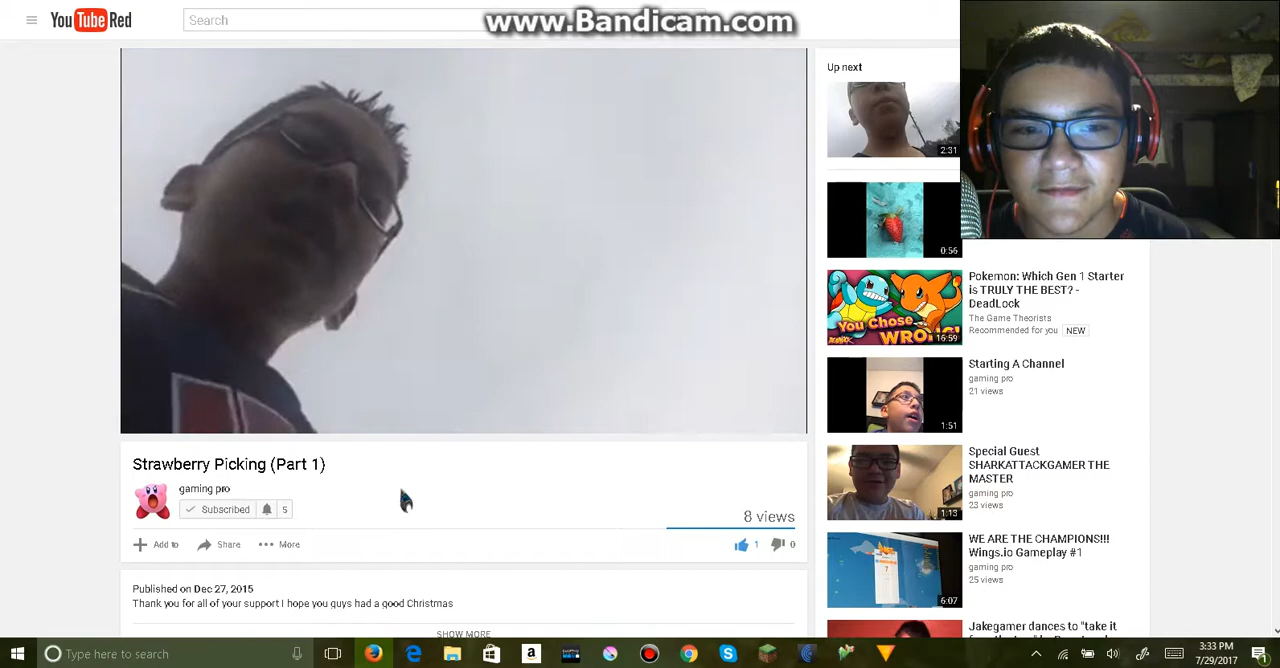 YouTube Red
Search
www.Bandicam.com
Up next
2:31
0:56
You Chose
WRONG!
DEADLOCK
16:59
Pokemon: Which Gen 1 Starter
is TRULY THE BEST? -
DeadLock
The Game Theorists
Recommended for you NEW
1:51
Starting A Channel
gaming pro
21 views
1:13
Special Guest
SHARKATTACKGAMER THE
MASTER
gaming pro
23 views
7
6:07
WE ARE THE CHAMPIONS!!!
Wings.io Gameplay #1
gaming pro
25 views
Jakegamer dances to "take it
Strawberry Picking (Part 1)
gaming pro
Subscribed 5
8 views
Add to Share More
1 0
Published on Dec 27, 2015
Thank you for all of your support I hope you guys had a good Christmas
SHOW MORE
Type here to search
3:33 PM
7/29/2017